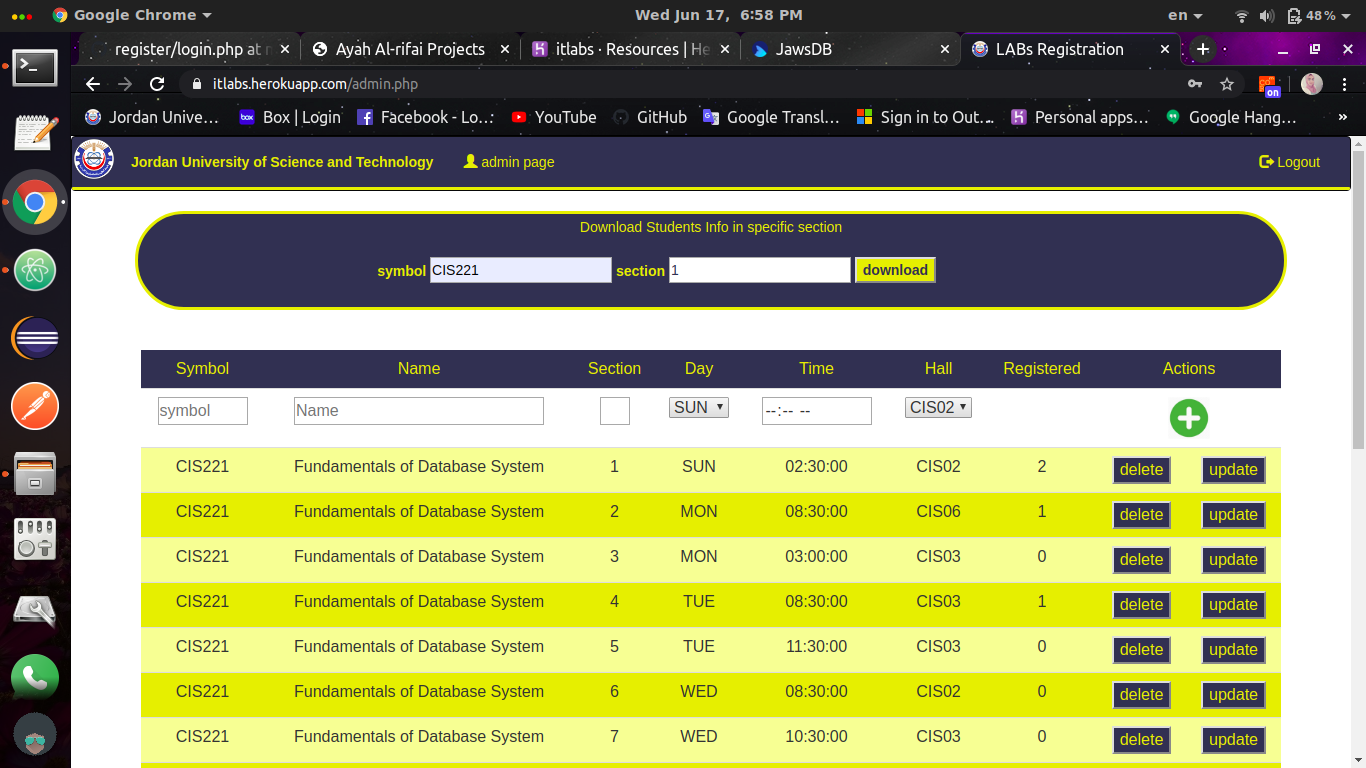 Google Chrome
Wed Jun 17, 6:58 PM
en
48%
register/login.php at
Ayah Al-rifai Projects
itlabs · Resources | He
JawsDB
LABs Registration
itlabs.herokuapp.com/admin.php
on
Jordan Unive...
box
Box | Login
Facebook - Lo...
YouTube
GitHub
Google Transl...
Sign in to Out...
Personal apps...
Google Hang...
»
Jordan University of Science and Technology
admin page
Logout
Download Students Info in specific section
symbol CIS221 section 1 download
Symbol Name Section Day Time Hall Registered Actions
symbol Name SUN --:-- -- CIS02
CIS221 Fundamentals of Database System 1 SUN 02:30:00 CIS02 2 delete update
CIS221 Fundamentals of Database System 2 MON 08:30:00 CIS06 1 delete update
CIS221 Fundamentals of Database System 3 MON 03:00:00 CIS03 0 delete update
CIS221 Fundamentals of Database System 4 TUE 08:30:00 CIS03 1 delete update
CIS221 Fundamentals of Database System 5 TUE 11:30:00 CIS03 0 delete update
CIS221 Fundamentals of Database System 6 WED 08:30:00 CIS02 0 delete update
CIS221 Fundamentals of Database System 7 WED 10:30:00 CIS03 0 delete update